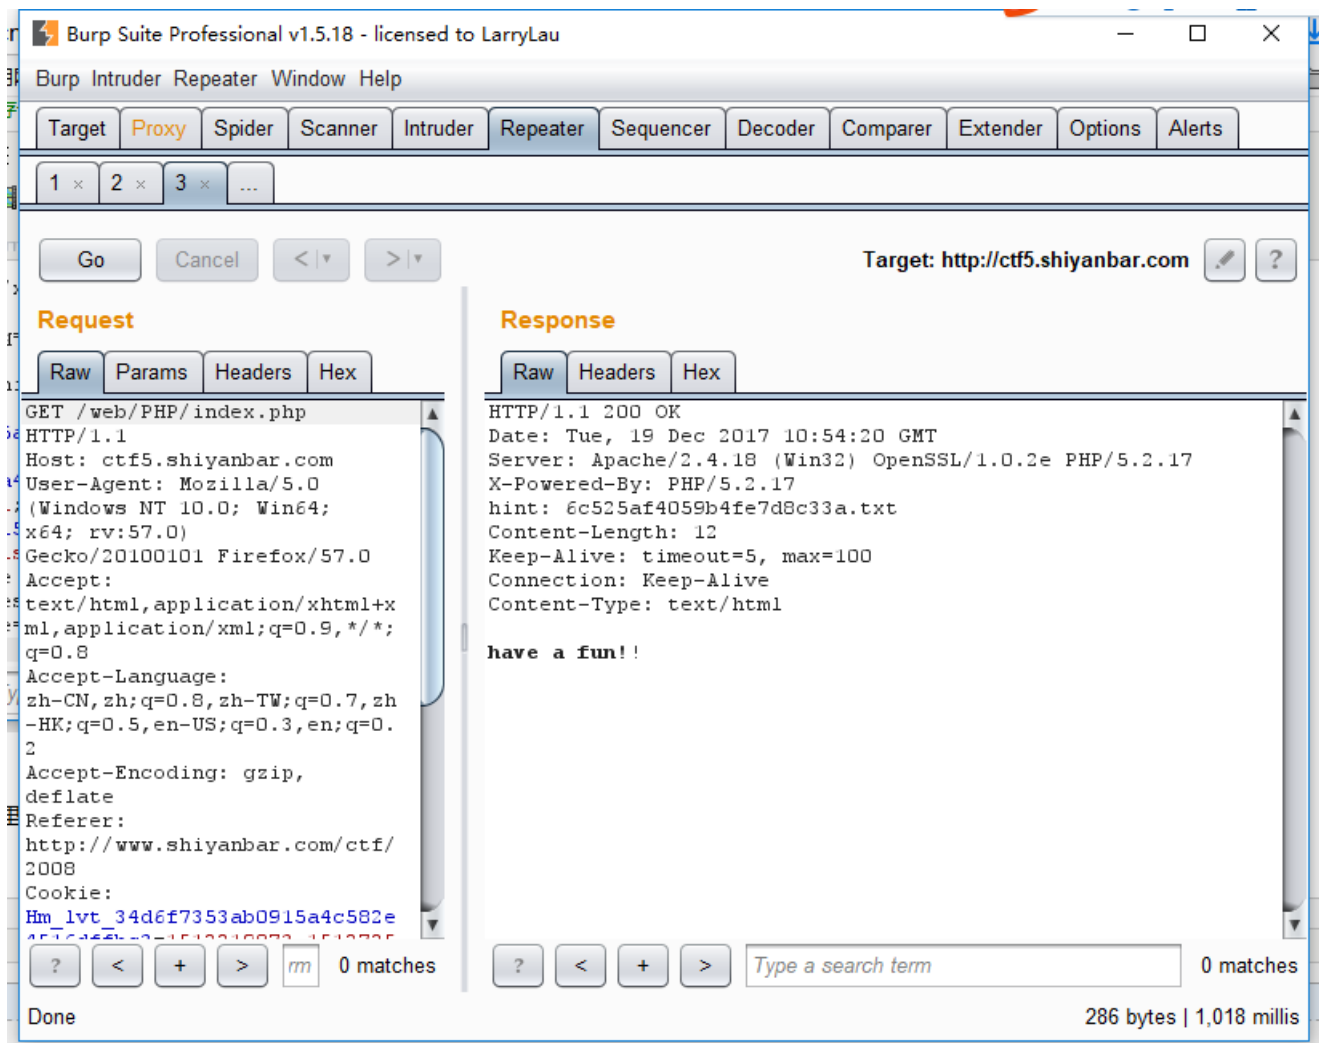 Burp Suite Professional v1.5.18 - licensed to LarryLau
Burp Intruder Repeater Window Help
Target Proxy Spider Scanner Intruder Repeater Sequencer Decoder Comparer Extender Options Alerts
1 × 2 × 3 × ...
Go Cancel < >
Target: http://ctf5.shiyanbar.com ?
Request
Raw Params Headers Hex
GET /web/PHP/index.php
HTTP/1.1
Host: ctf5.shiyanbar.com
User-Agent: Mozilla/5.0
(Windows NT 10.0; Win64;
x64; rv:57.0)
Gecko/20100101 Firefox/57.0
Accept:
text/html,application/xhtml+x
ml,application/xml;q=0.9,*/*;
q=0.8
Accept-Language:
zh-CN,zh;q=0.8,zh-TW;q=0.7,zh
-HK;q=0.5,en-US;q=0.3,en;q=0.
2
Accept-Encoding: gzip,
deflate
Referer:
http://www.shiyanbar.com/ctf/
2008
Cookie:
Hm_lvt_34d6f7353ab0915a4c582e
? < + > rm 0 matches
Response
Raw Headers Hex
HTTP/1.1 200 OK
Date: Tue, 19 Dec 2017 10:54:20 GMT
Server: Apache/2.4.18 (Win32) OpenSSL/1.0.2e PHP/5.2.17
X-Powered-By: PHP/5.2.17
hint: 6c525af4059b4fe7d8c33a.txt
Content-Length: 12
Keep-Alive: timeout=5, max=100
Connection: Keep-Alive
Content-Type: text/html
have a fun!!
? < + > Type a search term 0 matches
Done
286 bytes | 1,018 millis